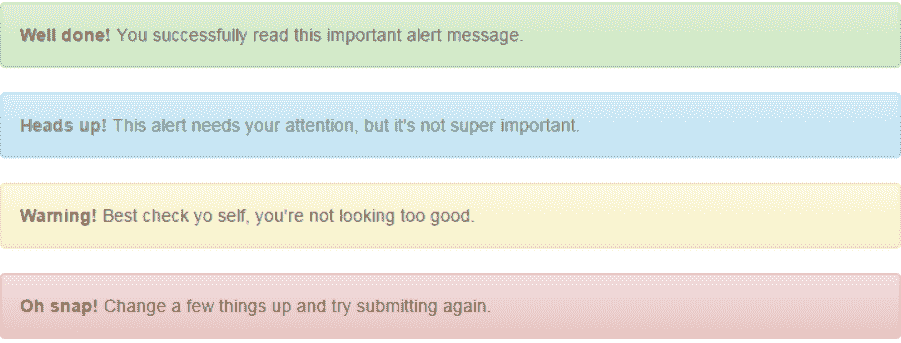 Well done! You successfully read this important alert message.
Heads up! This alert needs your attention, but it's not super important.
Warning! Best check yo self, you're not looking too good.
Oh snap! Change a few things up and try submitting again.